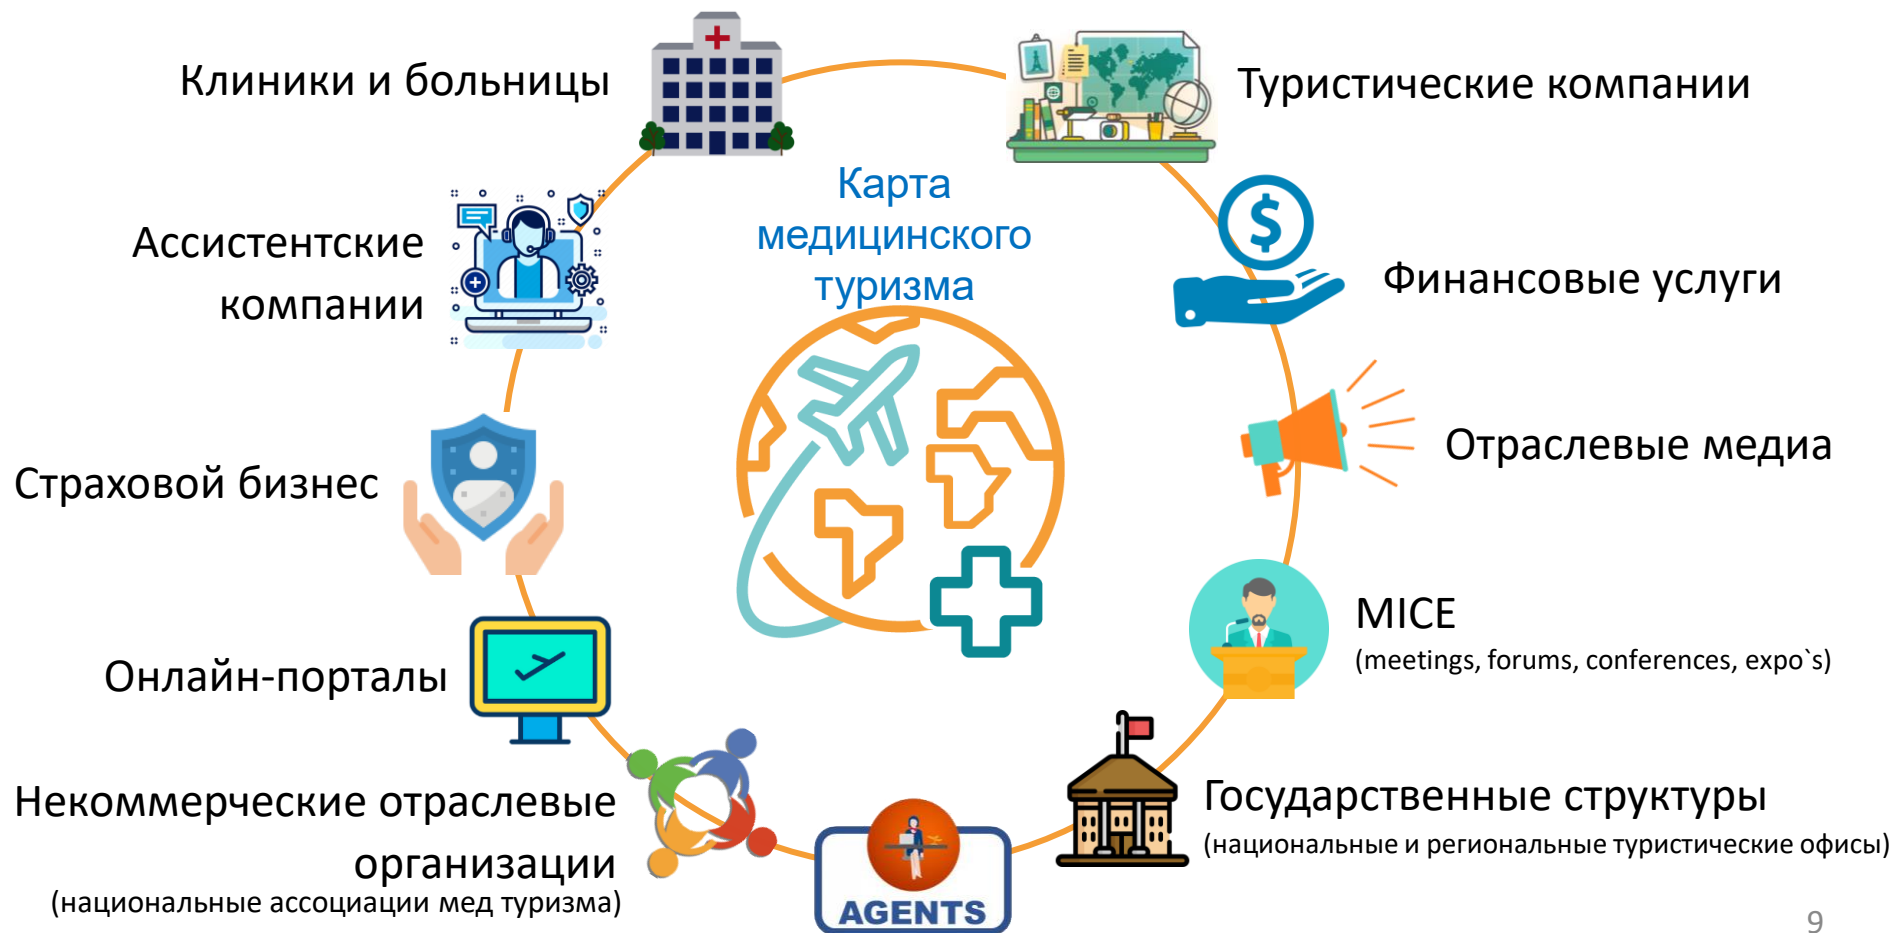 Клиники и больницы
Туристические компании
Карта
медицинского
туризма
Ассистентские
компании
$
Финансовые услуги
Отраслевые медиа
Страховой бизнес
MICE
(meetings, forums, conferences, expo`s)
Онлайн-порталы
Государственные структуры
(национальные и региональные туристические офисы)
Некоммерческие отраслевые
организации
(национальные ассоциации мед туризма)
AGENTS
9